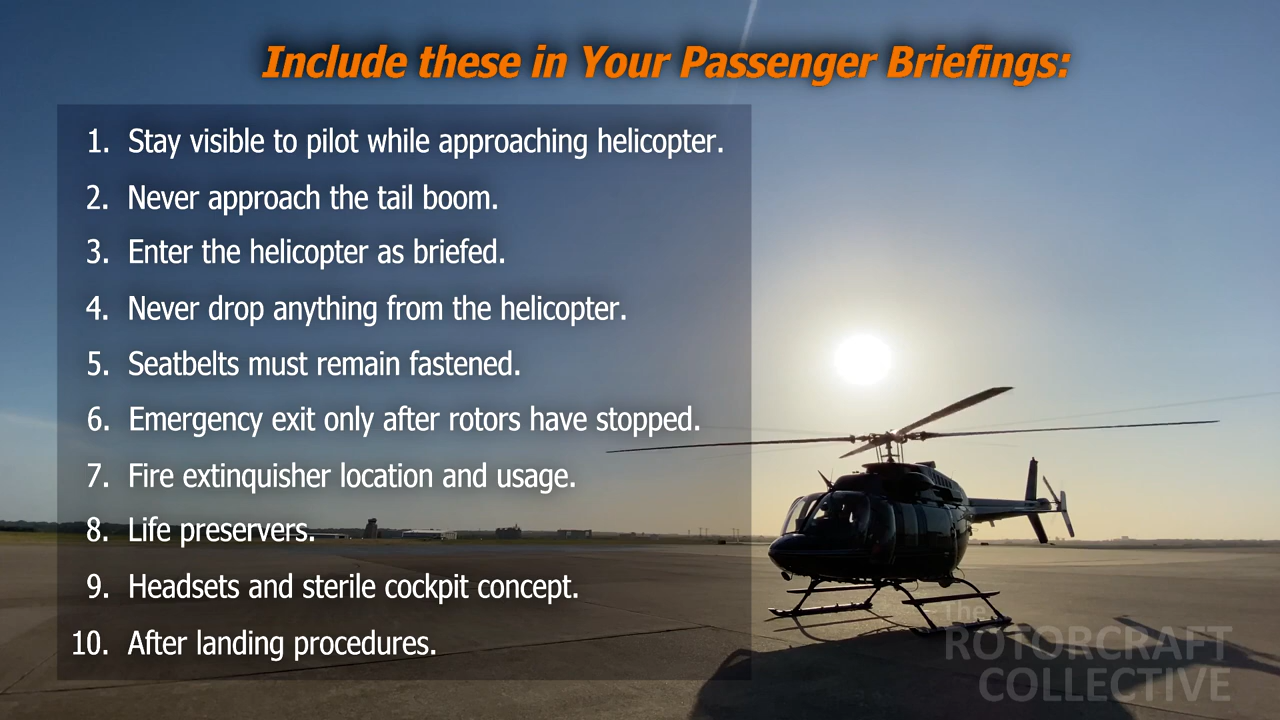 Include these in Your Passenger Briefings:
1. Stay visible to pilot while approaching helicopter.
2. Never approach the tail boom.
3. Enter the helicopter as briefed.
4. Never drop anything from the helicopter.
5. Seatbelts must remain fastened.
6. Emergency exit only after rotors have stopped.
7. Fire extinquisher location and usage.
8. Life preservers.
9. Headsets and sterile cockpit concept.
10. After landing procedures.
The
ROTORCRAFT
COLLECTIVE